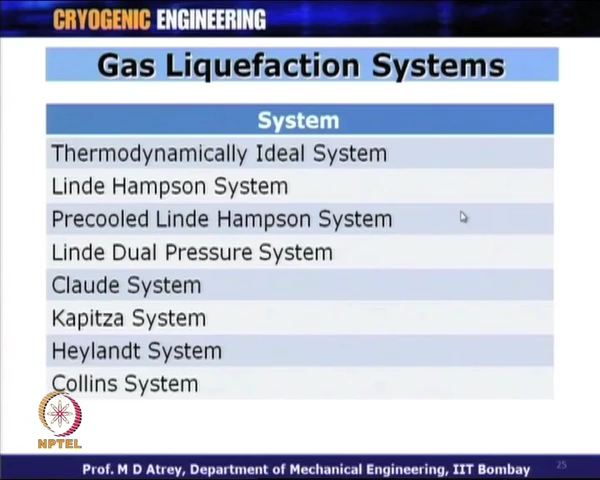 CRYOGENIC ENGINEERING
Gas Liquefaction Systems
System
Thermodynamically Ideal System
Linde Hampson System
Precooled Linde Hampson System
Linde Dual Pressure System
Claude System
Kapitza System
Heylandt System
Collins System
NPTEL
Prof. M D Atrey, Department of Mechanical Engineering, IIT Bombay
25